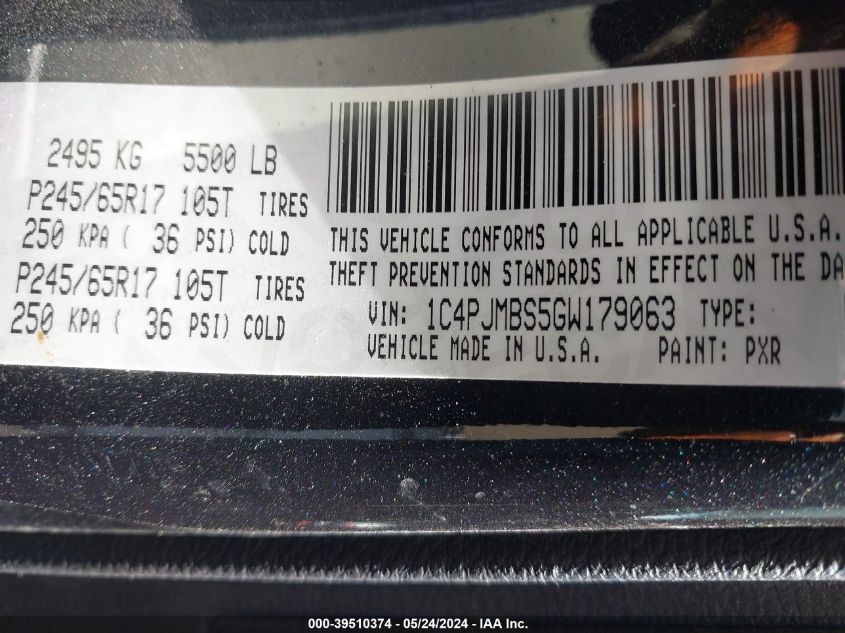 2495 KG 5500 LB
P245/65R17 105T TIRES
250 KPA ( 36 PSI) COLD
P245/65R17 105T TIRES
250 KPA ( 36 PSI) COLD
THIS VEHICLE CONFORMS TO ALL APPLICABLE U.S.A.
THEFT PREVENTION STANDARDS IN EFFECT ON THE DA
VIN: 1C4PJMBS5GW179063 TYPE:
VEHICLE MADE IN U.S.A. PAINT: PXR
000-39510374 - 05/24/2024 - IAA Inc.